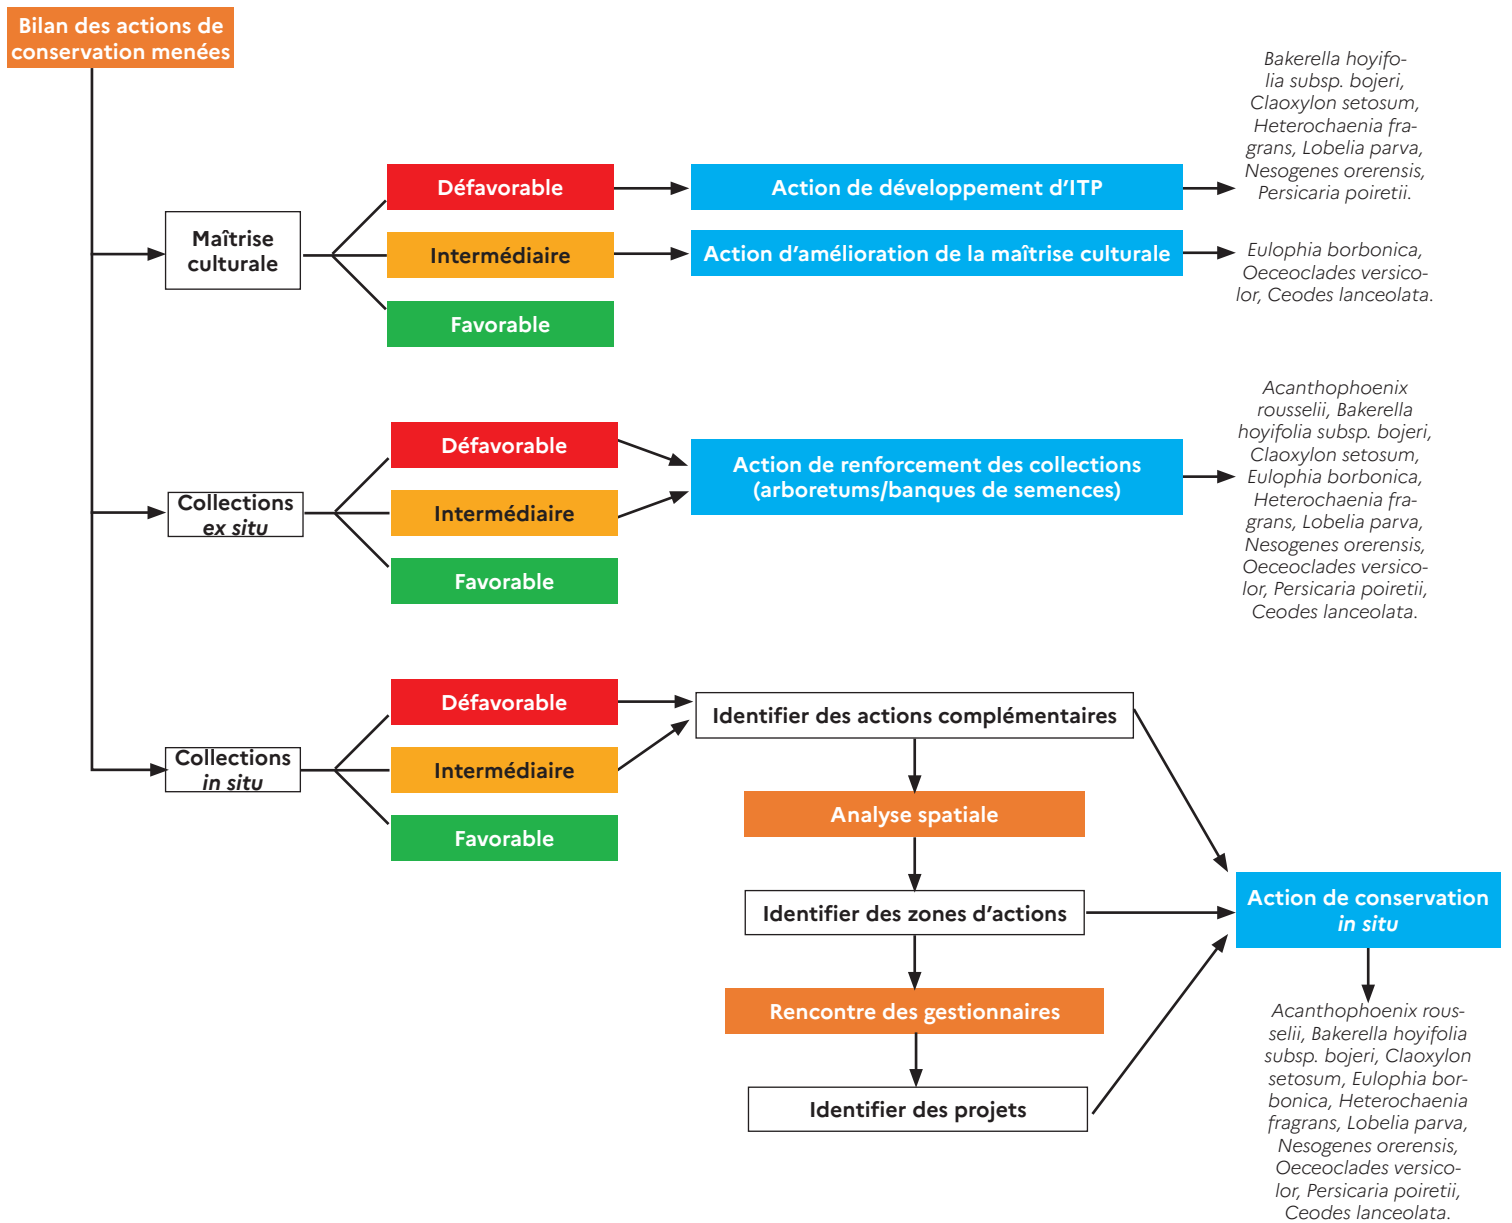 Bilan des actions de
conservation menées
Maîtrise
culturale
Défavorable
Intermédiaire
Favorable
Action de développement d’ITP
Action d’amélioration de la maîtrise culturale
Bakerella hoyifo-
lia subsp. bojeri,
Claoxylon setosum,
Heterochaenia fra-
grans, Lobelia parva,
Nesogenes orerensis,
Persicaria poiretii.
Eulophia borbonica,
Oeceoclades versico-
lor, Ceodes lanceolata.
Collections
ex situ
Défavorable
Intermédiaire
Favorable
Action de renforcement des collections
(arboretums/banques de semences)
Acanthophoenix
rousselii, Bakerella
hoyifolia subsp. bojeri,
Claoxylon setosum,
Eulophia borbonica,
Heterochaenia fra-
grans, Lobelia parva,
Nesogenes orerensis,
Oeceoclades versico-
lor, Persicaria poiretii,
Ceodes lanceolata.
Collections
in situ
Défavorable
Intermédiaire
Favorable
Identifier des actions complémentaires
Analyse spatiale
Identifier des zones d’actions
Rencontre des gestionnaires
Identifier des projets
Action de conservation
in situ
Acanthophoenix rous-
selii, Bakerella hoyifolia
subsp. bojeri, Claoxylon
setosum, Eulophia bor-
bonica, Heterochaenia
fragrans, Lobelia parva,
Nesogenes orerensis,
Oeceoclades versico-
lor, Persicaria poiretii,
Ceodes lanceolata.